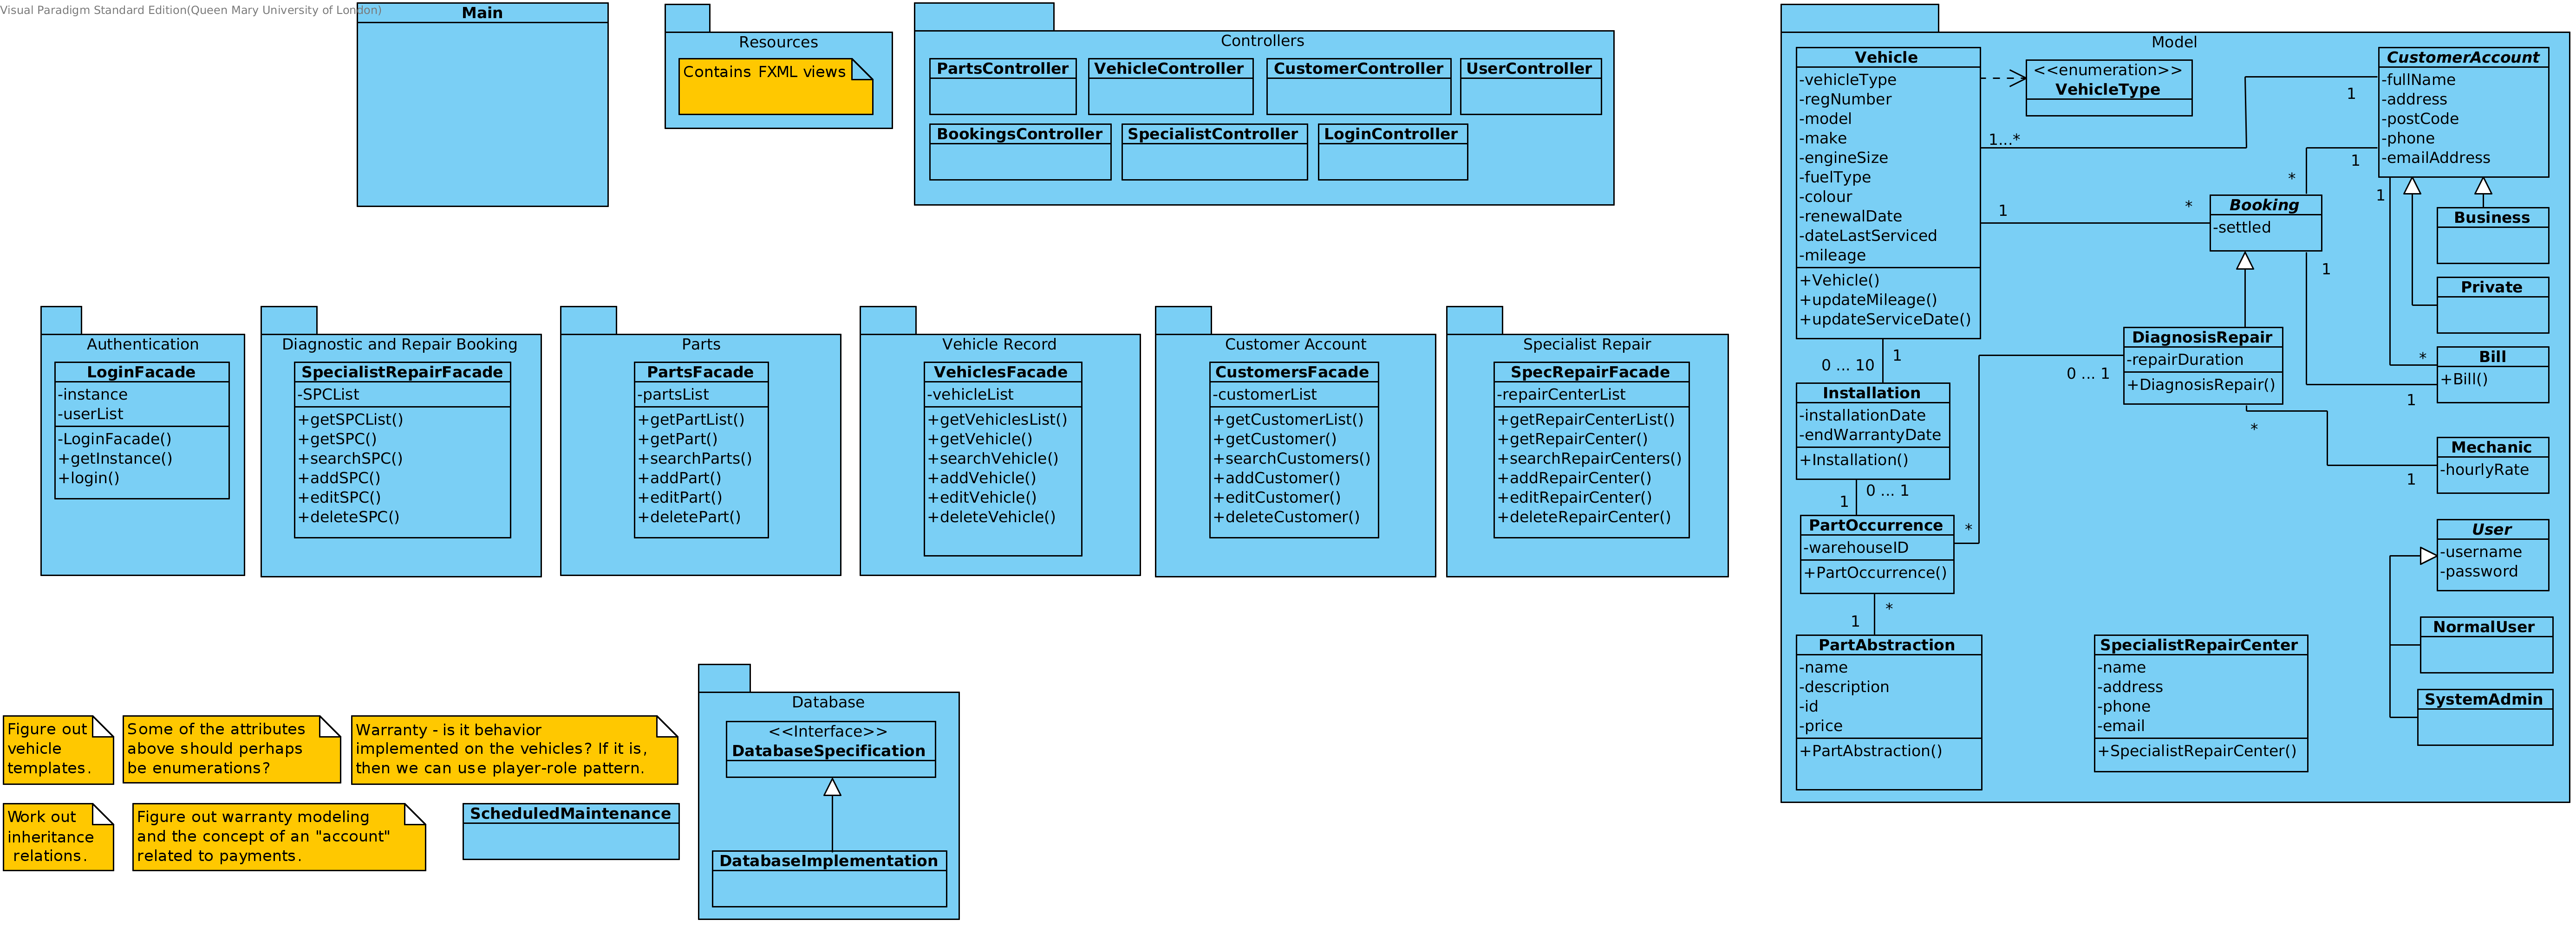 Visual Paradigm Standard Edition(Queen Mary University of London)
Main
Resources
Contains FXML views
Controllers
PartsController
VehicleController
CustomerController
UserController
BookingsController
SpecialistController
LoginController
Authentication
LoginFacade
-instance
-userList
-LoginFacade()
+getInstance()
+login()
Diagnostic and Repair Booking
SpecialistRepairFacade
-SPCList
+getSPCList()
+getSPC()
+searchSPC()
+addSPC()
+editSPC()
+deleteSPC()
Parts
PartsFacade
-partsList
+getPartList()
+getPart()
+searchParts()
+addPart()
+editPart()
+deletePart()
Vehicle Record
VehiclesFacade
-vehicleList
+getVehiclesList()
+getVehicle()
+searchVehicle()
+addVehicle()
+editVehicle()
+deleteVehicle()
Customer Account
CustomersFacade
-customerList
+getCustomerList()
+getCustomer()
+searchCustomers()
+addCustomer()
+editCustomer()
+deleteCustomer()
Specialist Repair
SpecRepairFacade
-repairCenterList
+getRepairCenterList()
+getRepairCenter()
+searchRepairCenters()
+addRepairCenter()
+editRepairCenter()
+deleteRepairCenter()
Figure out
vehicle
templates.
Some of the attributes
above should perhaps
be enumerations?
Warranty - is it behavior
implemented on the vehicles? If it is,
then we can use player-role pattern.
Work out
inheritance
relations.
Figure out warranty modeling
and the concept of an "account"
related to payments.
ScheduledMaintenance
Database
<<Interface>>
DatabaseSpecification
DatabaseImplementation
Model
Vehicle
-vehicleType
-regNumber
-model
-make
-engineSize
-fuelType
-colour
-renewalDate
-dateLastServiced
-mileage
+Vehicle()
+updateMileage()
+updateServiceDate()
<<enumeration>>
VehicleType
CustomerAccount
-fullName
-address
-postCode
-phone
-emailAddress
1
1...*
1
*
1
1
*
Booking
-settled
1
Business
Private
DiagnosisRepair
-repairDuration
+DiagnosisRepair()
0 ... 1
*
Bill
+Bill()
1
1
0 ... 10
Installation
-installationDate
-endWarrantyDate
+Installation()
*
Mechanic
-hourlyRate
1
0 ... 1
1
PartOccurrence
-warehouseID
+PartOccurrence()
*
User
-username
-password
*
1
PartAbstraction
-name
-description
-id
-price
+PartAbstraction()
SpecialistRepairCenter
-name
-address
-phone
-email
+SpecialistRepairCenter()
NormalUser
SystemAdmin